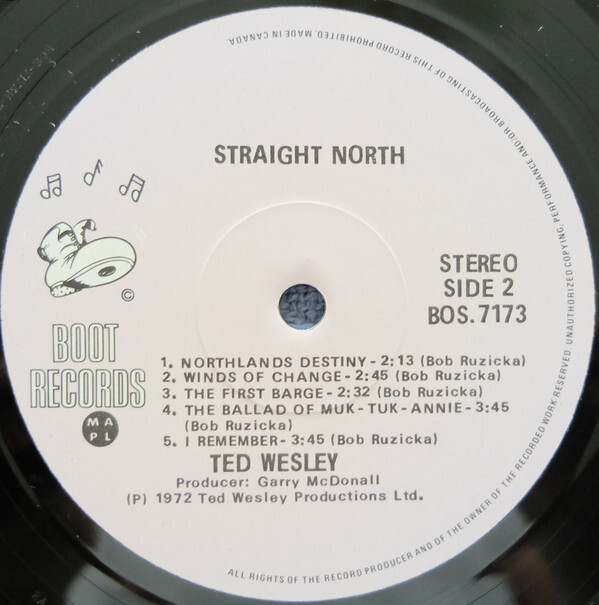 STRAIGHT NORTH
STEREO
SIDE 2
BOS.7173
©
BOOT
RECORDS
MA
PL
1. NORTHLANDS DESTINY - 2:13 (Bob Ruzicka)
2. WINDS OF CHANGE - 2:45 (Bob Ruzicka)
3. THE FIRST BARGE - 2:32 (Bob Ruzicka)
4. THE BALLAD OF MUK - TUK - ANNIE - 3:45
(Bob Ruzicka)
5. I REMEMBER - 3:45 (Bob Ruzicka)
TED WESLEY
Producer: Garry McDonall
(P) 1972 Ted Wesley Productions Ltd.
ALL RIGHTS OF THE RECORD PRODUCER AND OF THE OWNER OF THE RECORDED WORK RESERVED. UNAUTHORIZED COPYING, PERFORMANCE AND/OR BROADCASTING OF THIS RECORD PROHIBITED. MADE IN CANADA.